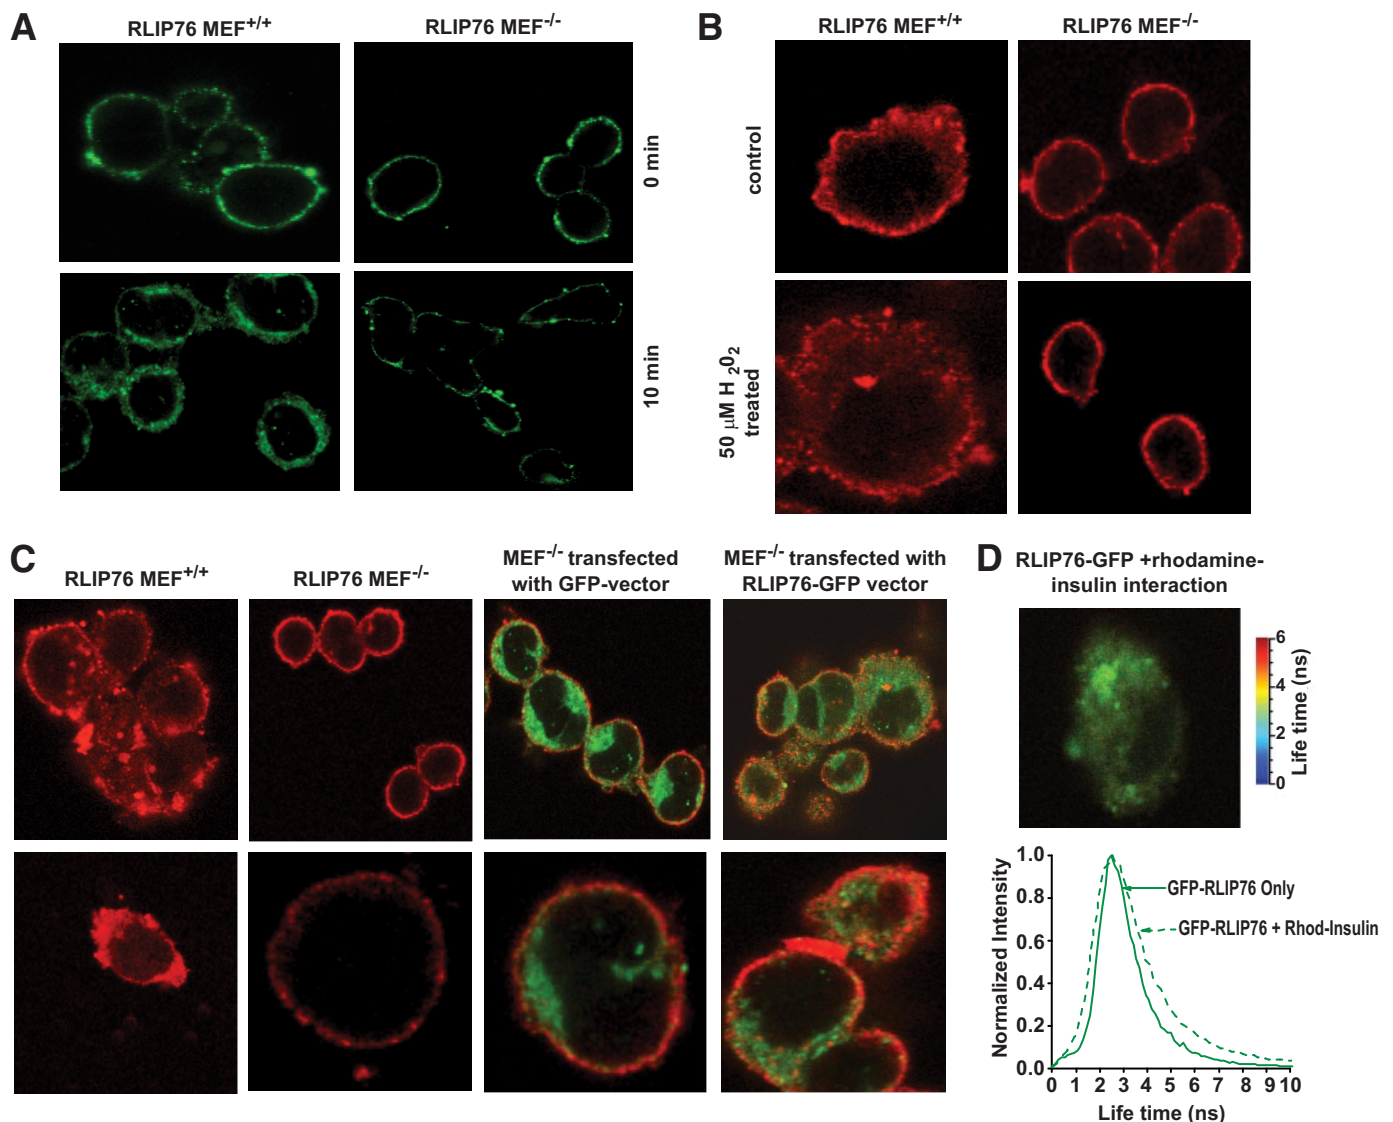 A
RLIP76 MEF+/+
RLIP76 MEF-/-
0 min
10 min
B
RLIP76 MEF+/+
RLIP76 MEF-/-
control
50 μM H2O2
treated
C
RLIP76 MEF+/+
RLIP76 MEF-/-
MEF-/- transfected
with GFP-vector
MEF-/- transfected with
RLIP76-GFP vector
D
RLIP76-GFP +rhodamine-
insulin interaction
6
4
2
0
Life time (ns)
Normalized Intensity
1.0
0.8
0.6
0.4
0.2
0.0
GFP-RLIP76 Only
GFP-RLIP76 + Rhod-Insulin
0 1 2 3 4 5 6 7 8 9 10
Life time (ns)